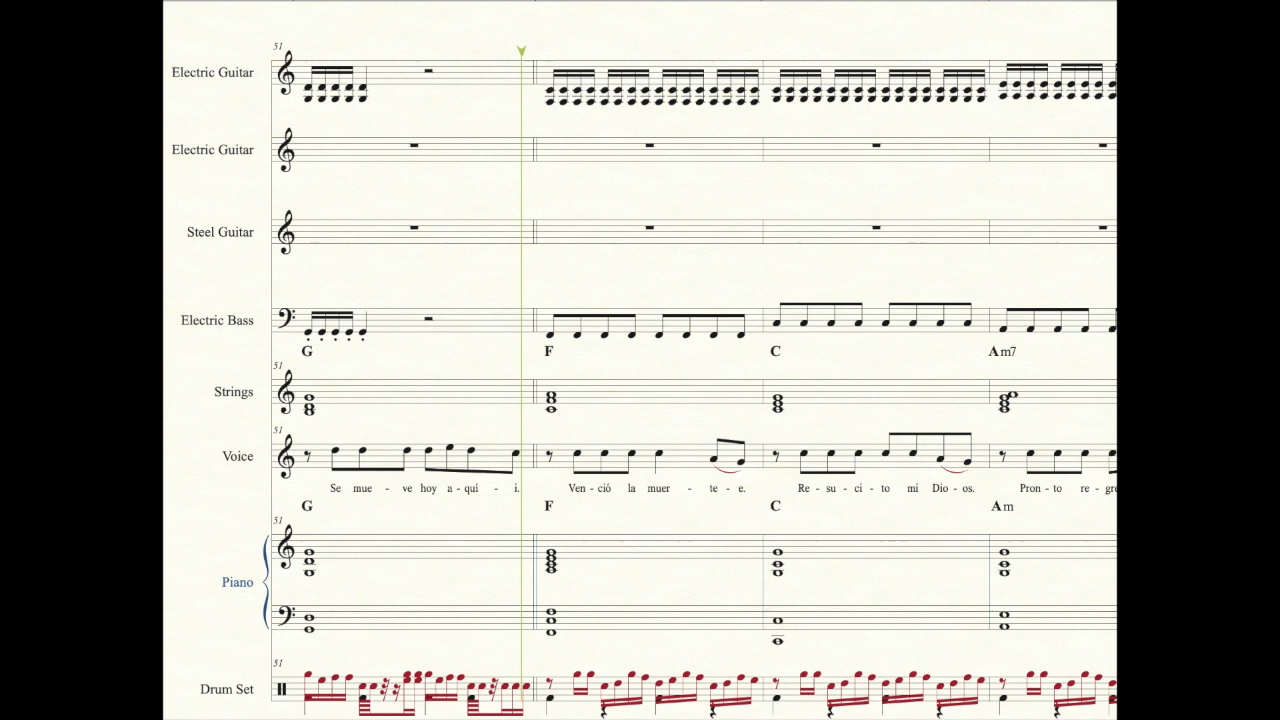 51
Electric Guitar
Electric Guitar
Steel Guitar
Electric Bass
G F C Am7
51
Strings
51
Voice
Se mue - ve hoy a - quí - i. Ven - ció la muer - te - e. Re - su - ci - to mi Dio - os. Pron - to re - gre
G F C Am
51
Piano
51
Drum Set